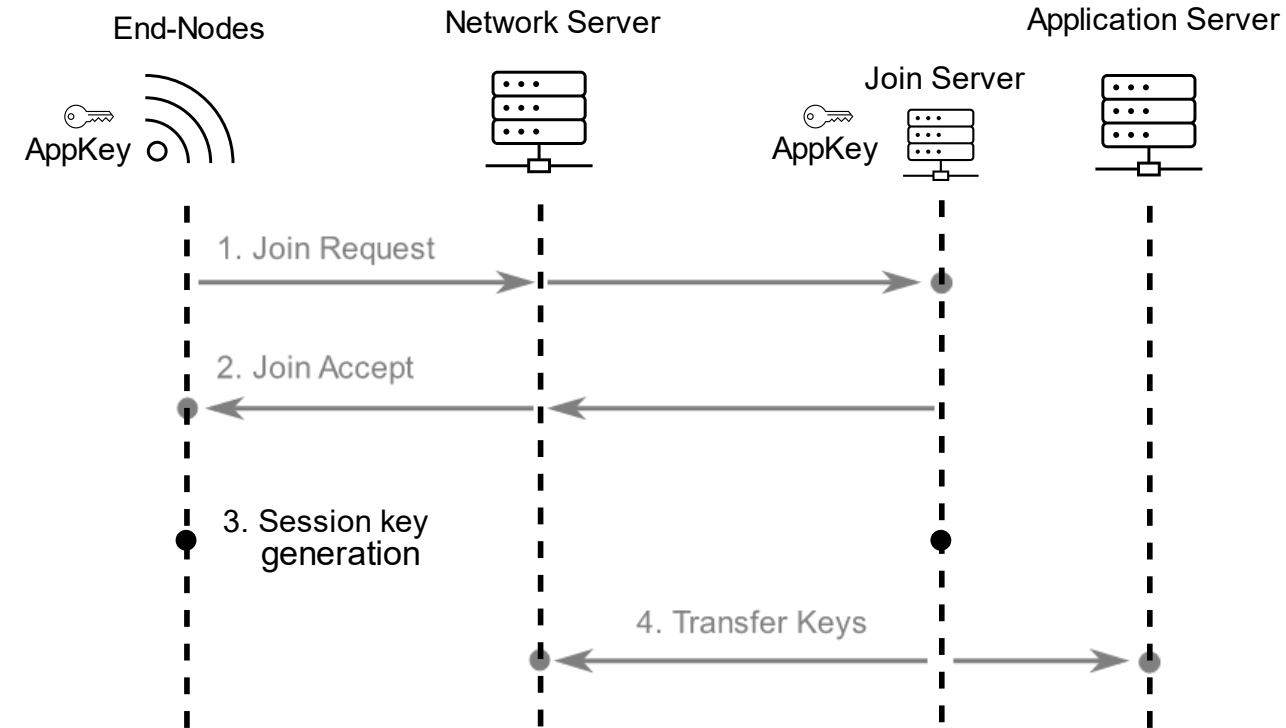 End-Nodes
Network Server
Application Server
Join Server
AppKey
AppKey
1. Join Request
2. Join Accept
3. Session key
generation
4. Transfer Keys